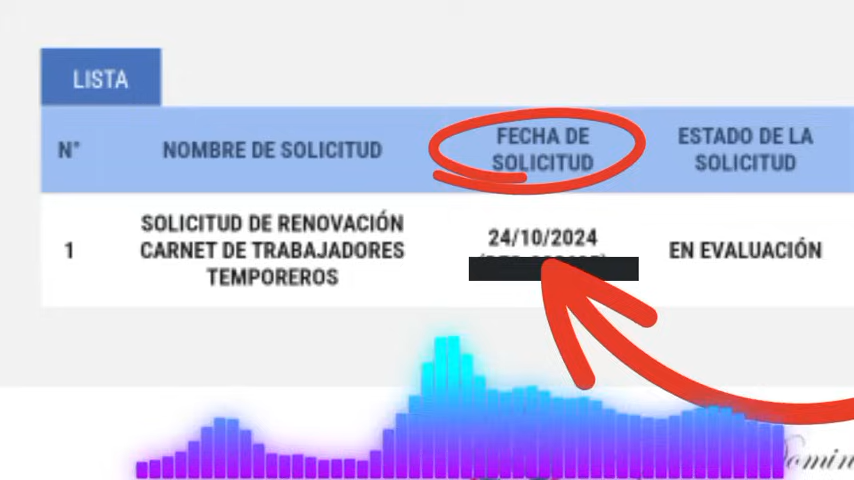 LISTA
N°
NOMBRE DE SOLICITUD
FECHA DE
SOLICITUD
ESTADO DE LA
SOLICITUD
1
SOLICITUD DE RENOVACIÓN
CARNET DE TRABAJADORES
TEMPOREROS
24/10/2024
EN EVALUACIÓN